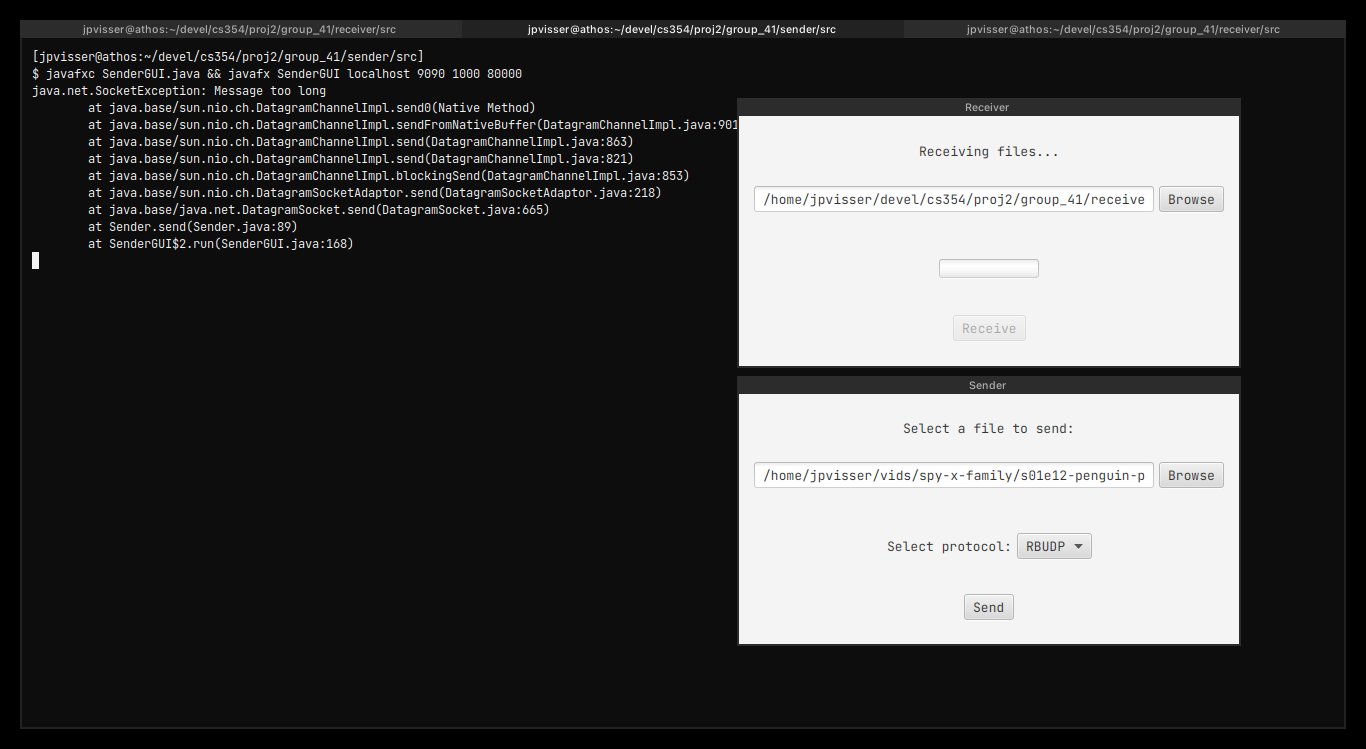 jpvisser@athos:~/devel/cs354/proj2/group_41/receiver/src
jpvisser@athos:~/devel/cs354/proj2/group_41/sender/src
jpvisser@athos:~/devel/cs354/proj2/group_41/receiver/src
[jpvisser@athos:~/devel/cs354/proj2/group_41/sender/src]
$ javafxc SenderGUI.java && javafx SenderGUI localhost 9090 1000 80000
java.net.SocketException: Message too long
at java.base/sun.nio.ch.DatagramChannelImpl.send0(Native Method)
at java.base/sun.nio.ch.DatagramChannelImpl.sendFromNativeBuffer(DatagramChannelImpl.java:901
at java.base/sun.nio.ch.DatagramChannelImpl.send(DatagramChannelImpl.java:863)
at java.base/sun.nio.ch.DatagramChannelImpl.send(DatagramChannelImpl.java:821)
at java.base/sun.nio.ch.DatagramChannelImpl.blockingSend(DatagramChannelImpl.java:853)
at java.base/sun.nio.ch.DatagramSocketAdaptor.send(DatagramSocketAdaptor.java:218)
at java.base/java.net.DatagramSocket.send(DatagramSocket.java:665)
at Sender.send(Sender.java:89)
at SenderGUI$2.run(SenderGUI.java:168)
Receiver
Receiving files...
/home/jpvisser/devel/cs354/proj2/group_41/receive
Browse
Receive
Sender
Select a file to send:
/home/jpvisser/vids/spy-x-family/s01e12-penguin-p
Browse
Select protocol: RBUDP
Send